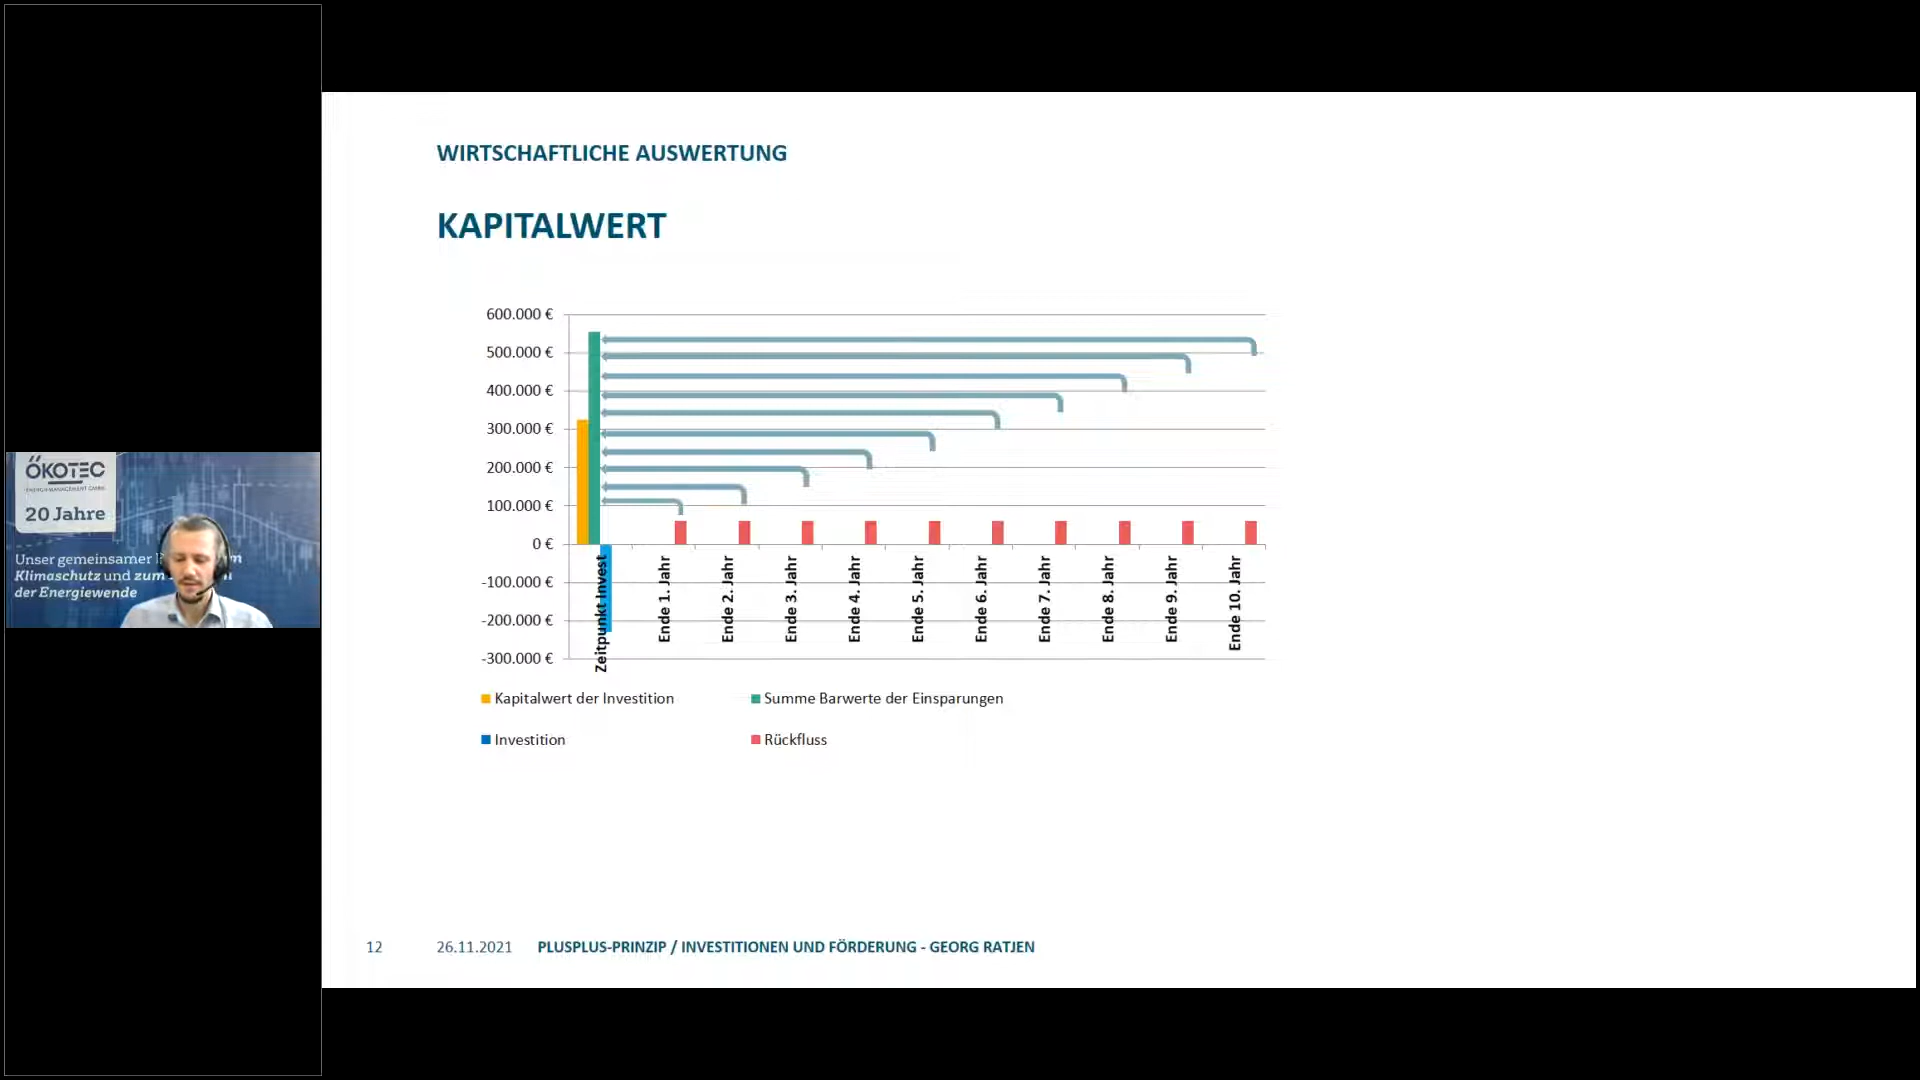 ÖKOTEC
ENERGIEMANAGEMENT GMBH
20 Jahre
Unser gemeinsamer
Klimaschutz und zum
der Energiewende
WIRTSCHAFTLICHE AUSWERTUNG
KAPITALWERT
600.000 €
500.000 €
400.000 €
300.000 €
200.000 €
100.000 €
0 €
-100.000 €
-200.000 €
-300.000 €
Zeitpunkt Invest
Ende 1. Jahr
Ende 2. Jahr
Ende 3. Jahr
Ende 4. Jahr
Ende 5. Jahr
Ende 6. Jahr
Ende 7. Jahr
Ende 8. Jahr
Ende 9. Jahr
Ende 10. Jahr
Kapitalwert der Investition
Summe Barwerte der Einsparungen
Investition
Rückfluss
12 26.11.2021 PLUSPLUS-PRINZIP / INVESTITIONEN UND FÖRDERUNG - GEORG RATJEN